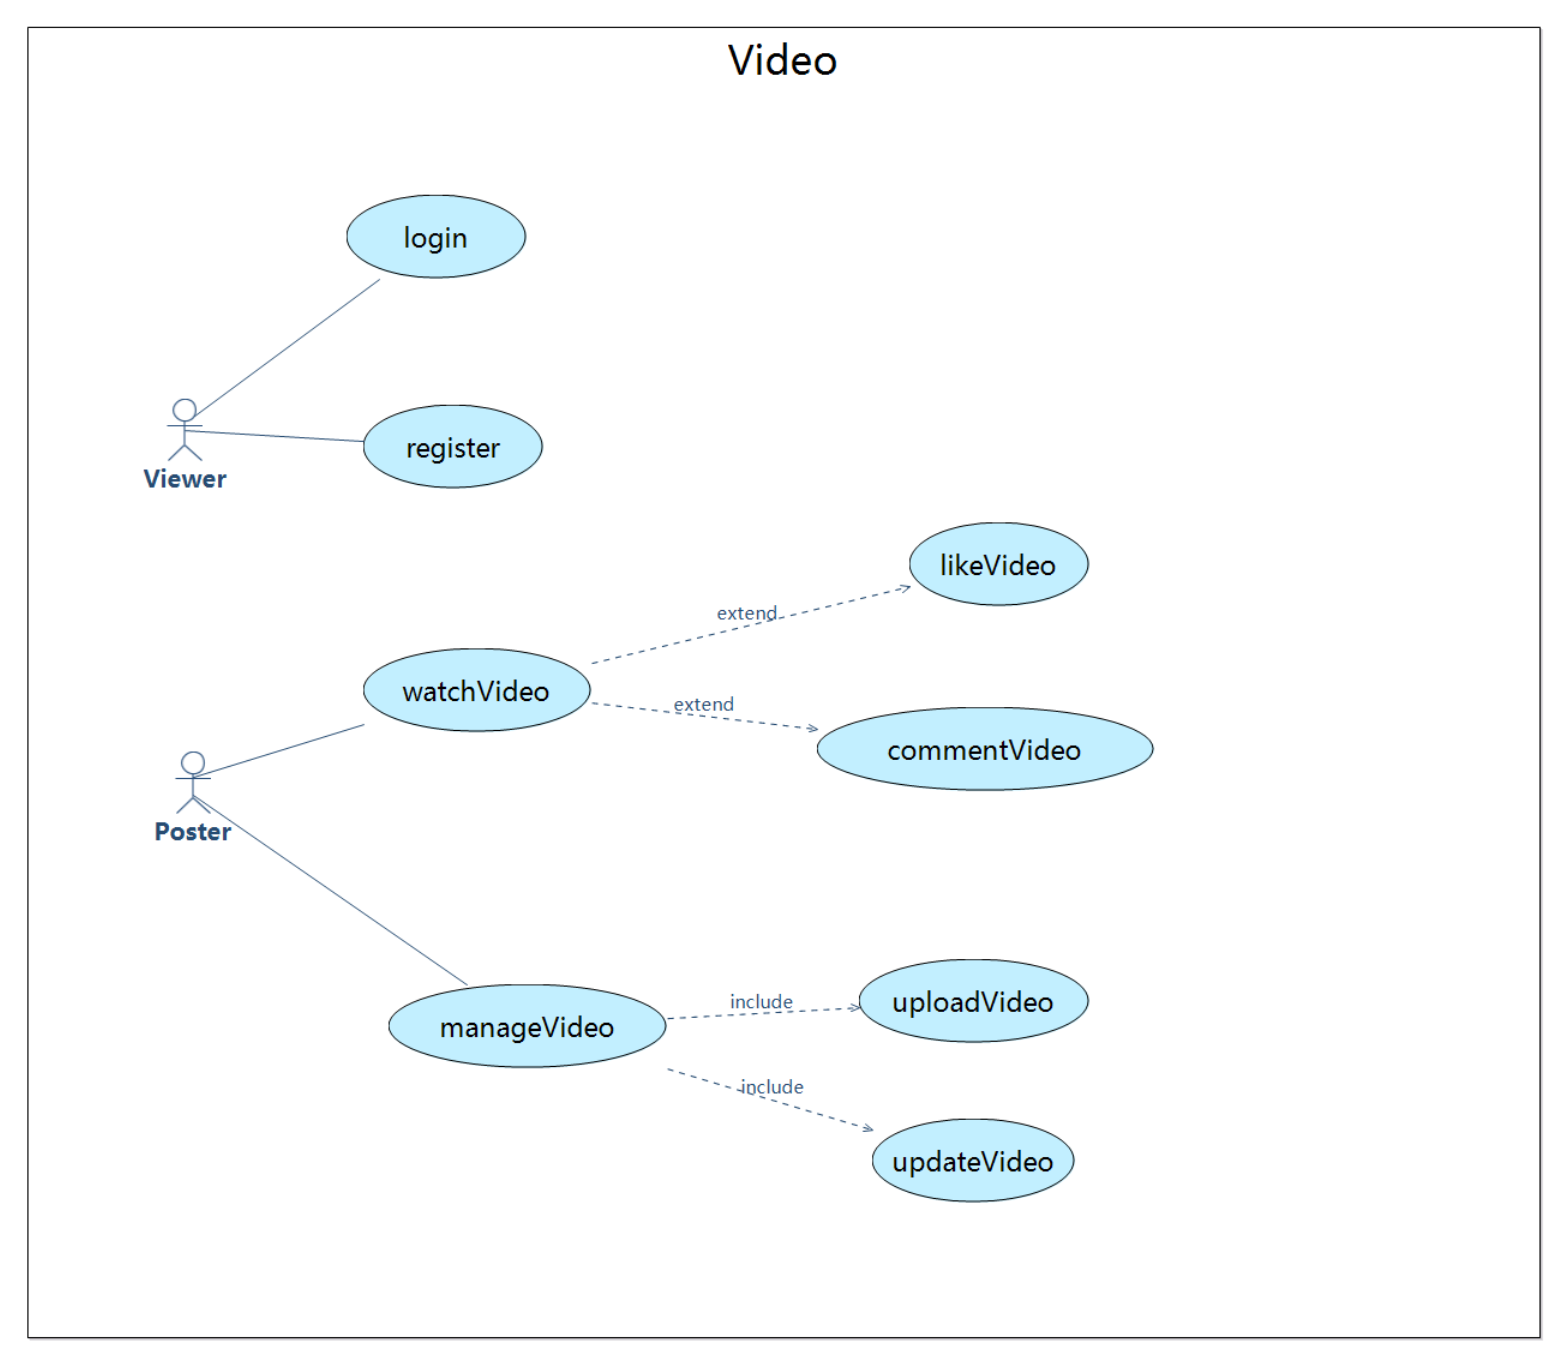 Video
login
register
Viewer
likeVideo
extend
watchVideo
extend
commentVideo
Poster
uploadVideo
include
manageVideo
include
updateVideo